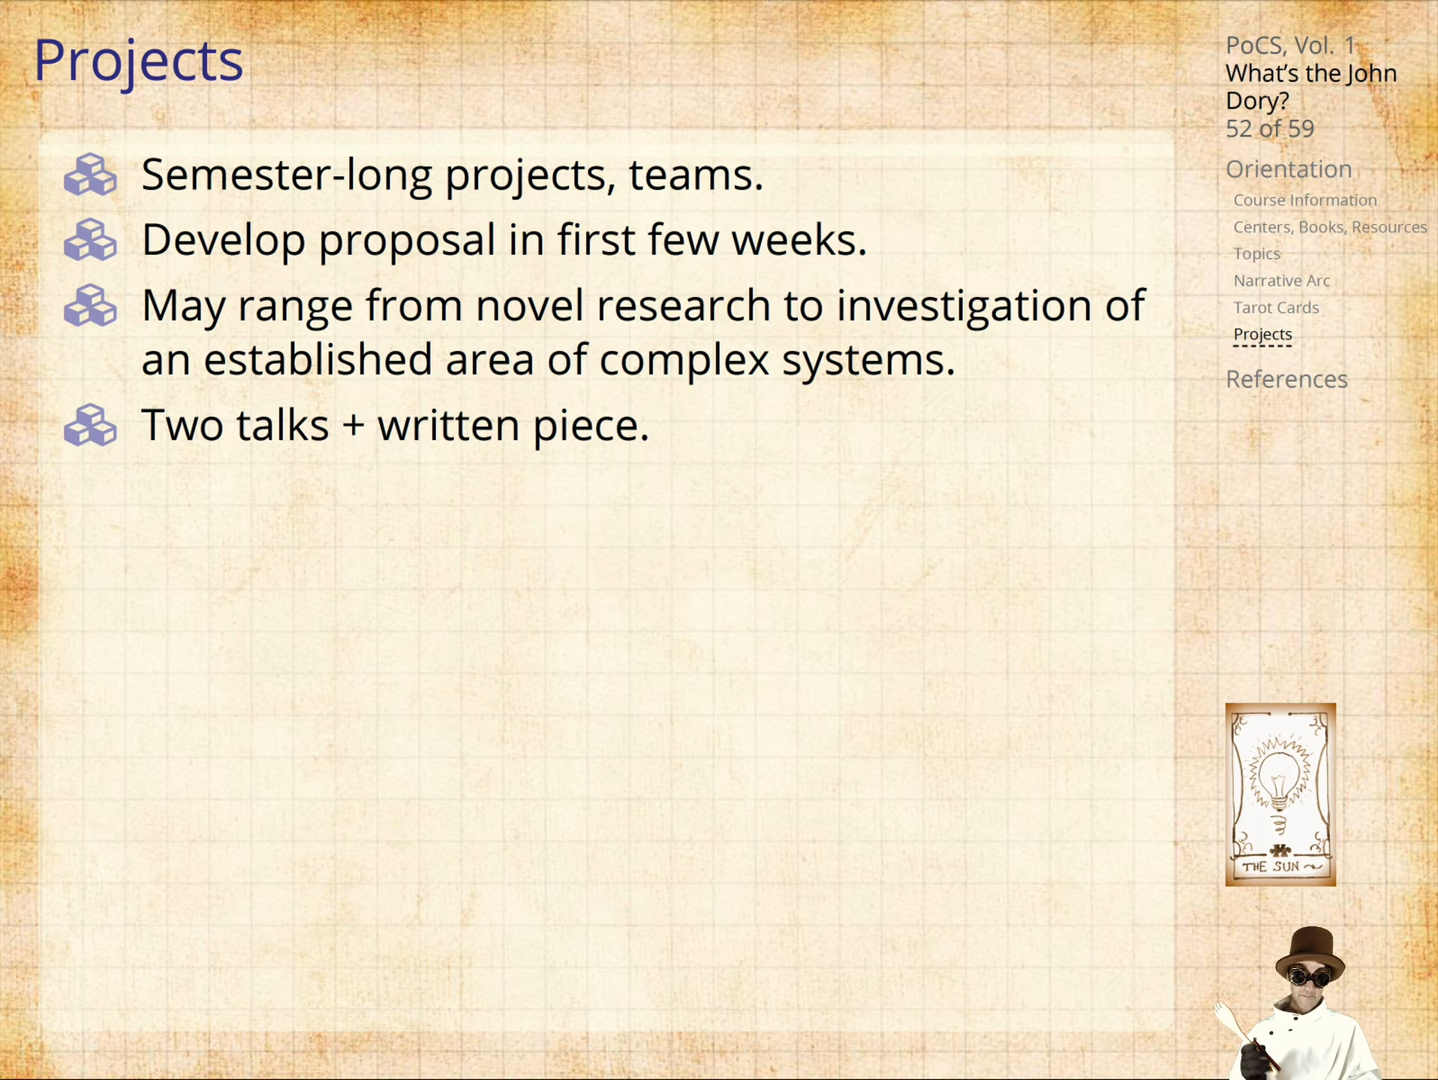 Projects
Semester-long projects, teams.
Develop proposal in first few weeks.
May range from novel research to investigation of
an established area of complex systems.
Two talks + written piece.
PoCS, Vol. 1
What’s the John
Dory?
52 of 59
Orientation
Course Information
Centers, Books, Resources
Topics
Narrative Arc
Tarot Cards
Projects
References
THE SUN